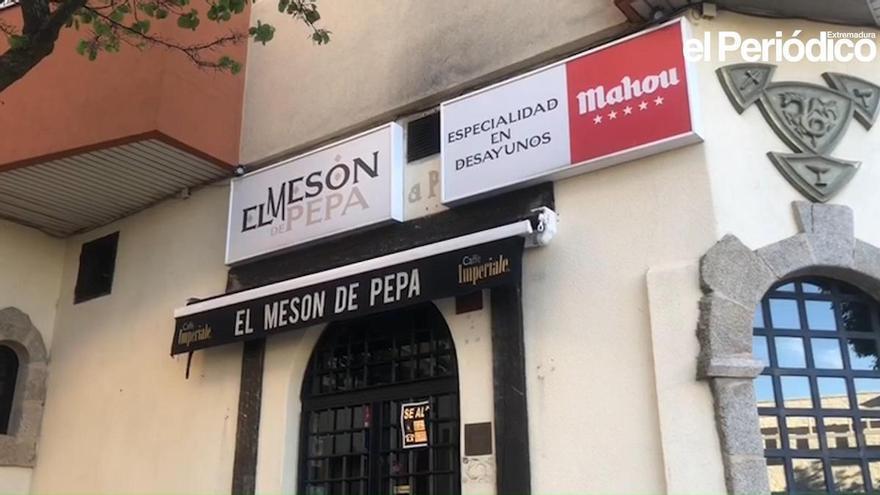 el Periódico
Extremadura
EL MESÓN
DE PEPA
ESPECIALIDAD
EN
DESAYUNOS
Mahou
Caffè
Imperiale
EL MESON DE PEPA
Caffè
Imperiale
SE AL